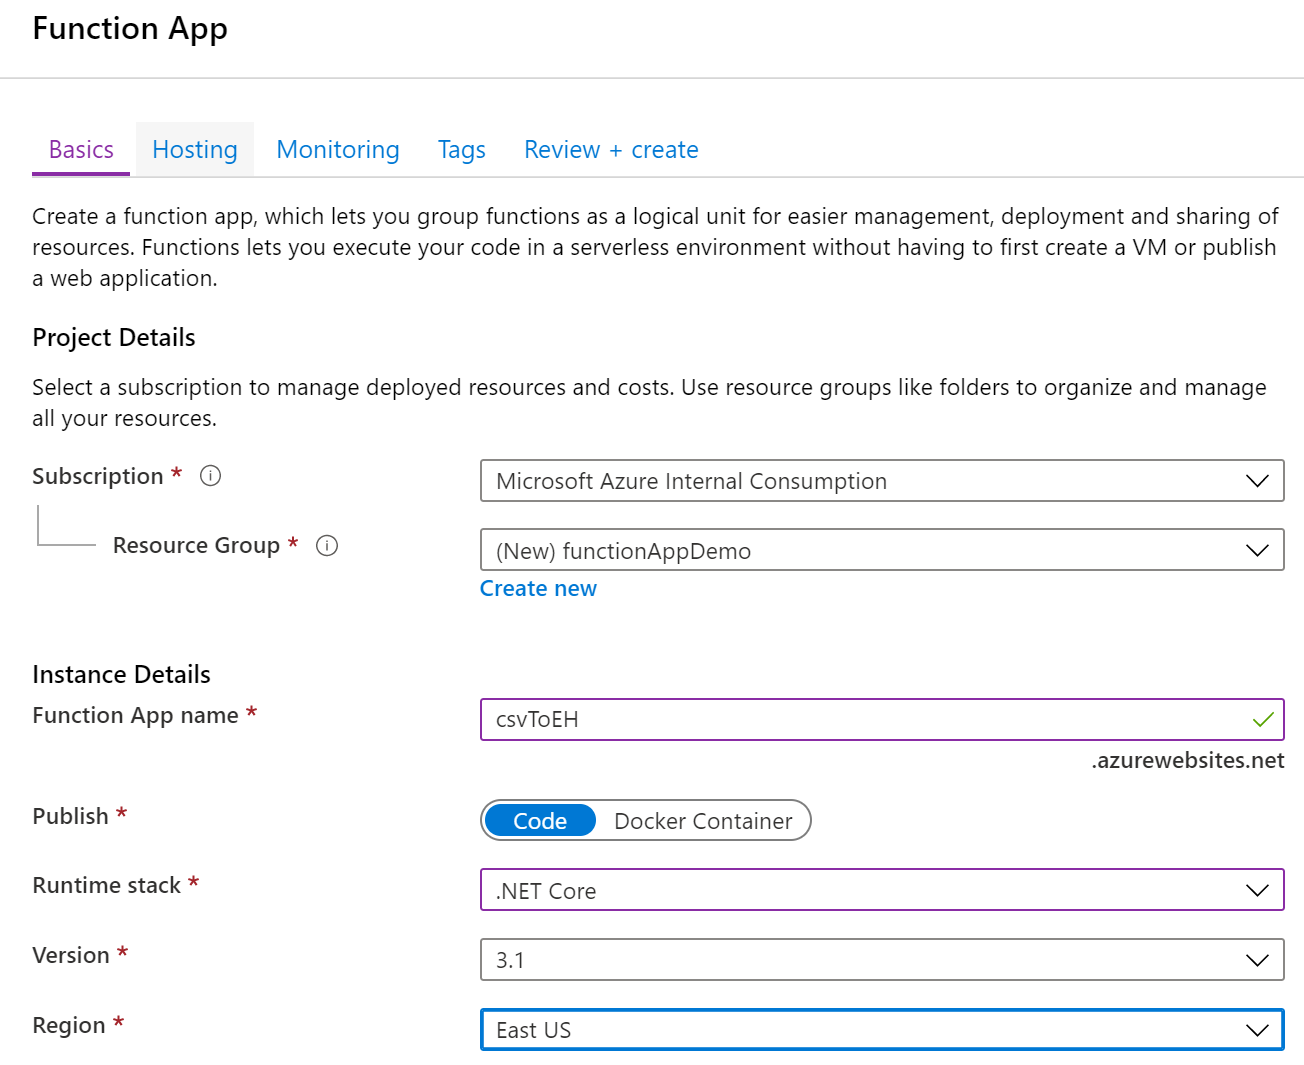 Function App
Basics Hosting Monitoring Tags Review + create
Create a function app, which lets you group functions as a logical unit for easier management, deployment and sharing of
resources. Functions lets you execute your code in a serverless environment without having to first create a VM or publish
a web application.
Project Details
Select a subscription to manage deployed resources and costs. Use resource groups like folders to organize and manage
all your resources.
Subscription * Microsoft Azure Internal Consumption
Resource Group * (New) functionAppDemo
Create new
Instance Details
Function App name * csvToEH
.azurewebsites.net
Publish * Code Docker Container
Runtime stack * .NET Core
Version * 3.1
Region * East US